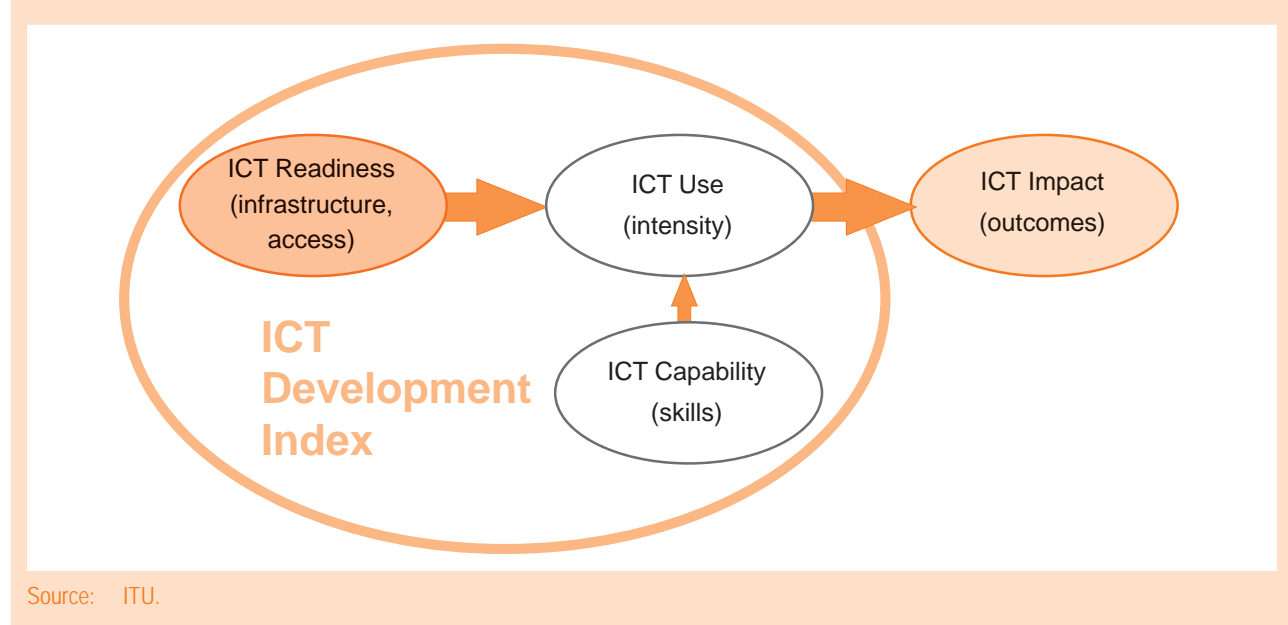 ICT Readiness
(infrastructure,
access)
ICT Use
(intensity)
ICT Impact
(outcomes)
ICT
Development
Index
ICT Capability
(skills)
Source: ITU.